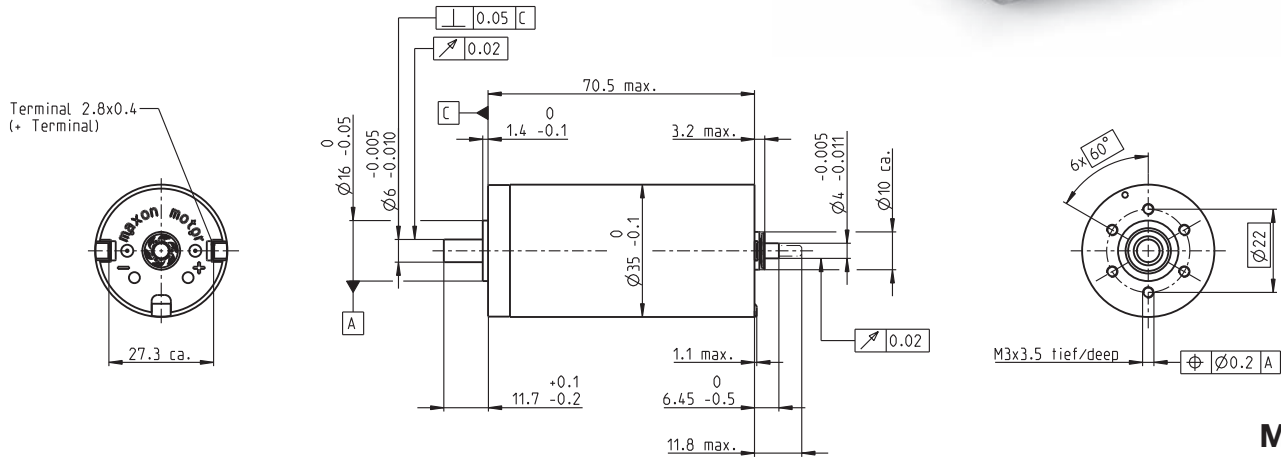 ⊥ 0.05 C
↗ 0.02
70.5 max.
Terminal 2.8x0.4
(+ Terminal)
C
0
1.4 -0.1
3.2 max.
0
Ø16 -0.05
-0.005
Ø6 -0.010
-0.005
Ø4 -0.011
Ø10 ca.
6x 60°
maxon motor
- +
0
Ø35 -0.1
Ø22
A
↗ 0.02
27.3 ca.
1.1 max.
M3x3.5 tief/deep
⌖ Ø0.2 A
+0.1
11.7 -0.2
0
6.45 -0.5
11.8 max.
M